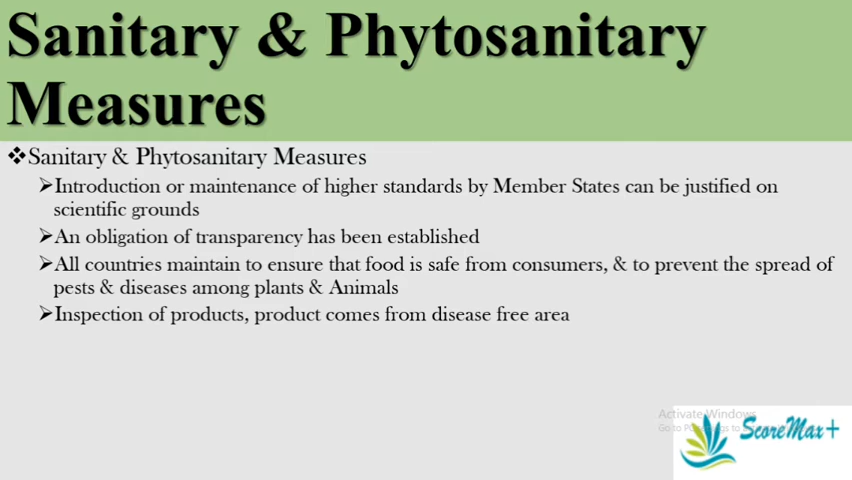 Sanitary & Phytosanitary
Measures
❖Sanitary & Phytosanitary Measures
➢Introduction or maintenance of higher standards by Member States can be justified on
scientific grounds
➢An obligation of transparency has been established
➢All countries maintain to ensure that food is safe from consumers, & to prevent the spread of
pests & diseases among plants & Animals
➢Inspection of products, product comes from disease free area
Activate Windows
Go to
ScoreMax+